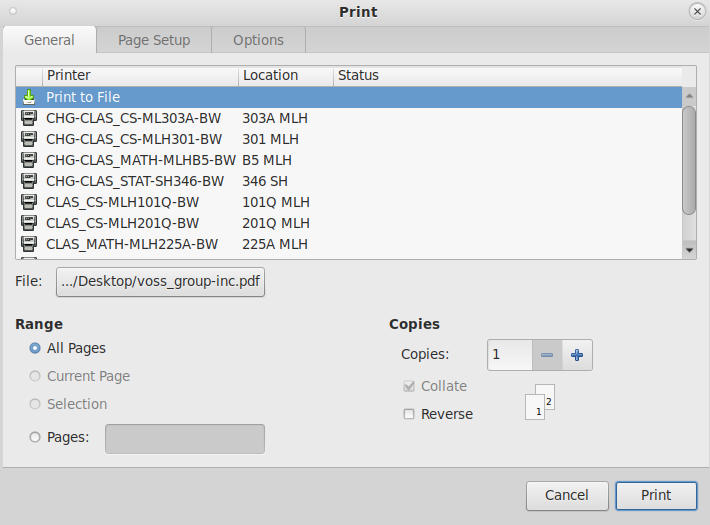 Print
General Page Setup Options
Printer Location Status
Print to File
CHG-CLAS_CS-ML303A-BW 303A MLH
CHG-CLAS_CS-MLH301-BW 301 MLH
CHG-CLAS_MATH-MLHB5-BW B5 MLH
CHG-CLAS_STAT-SH346-BW 346 SH
CLAS_CS-MLH101Q-BW 101Q MLH
CLAS_CS-MLH201Q-BW 201Q MLH
CLAS_MATH-MLH225A-BW 225A MLH
File: .../Desktop/voss_group-inc.pdf
Range
All Pages
Current Page
Selection
Pages:
Copies
Copies: 1
Collate
Reverse
1 2
Cancel Print